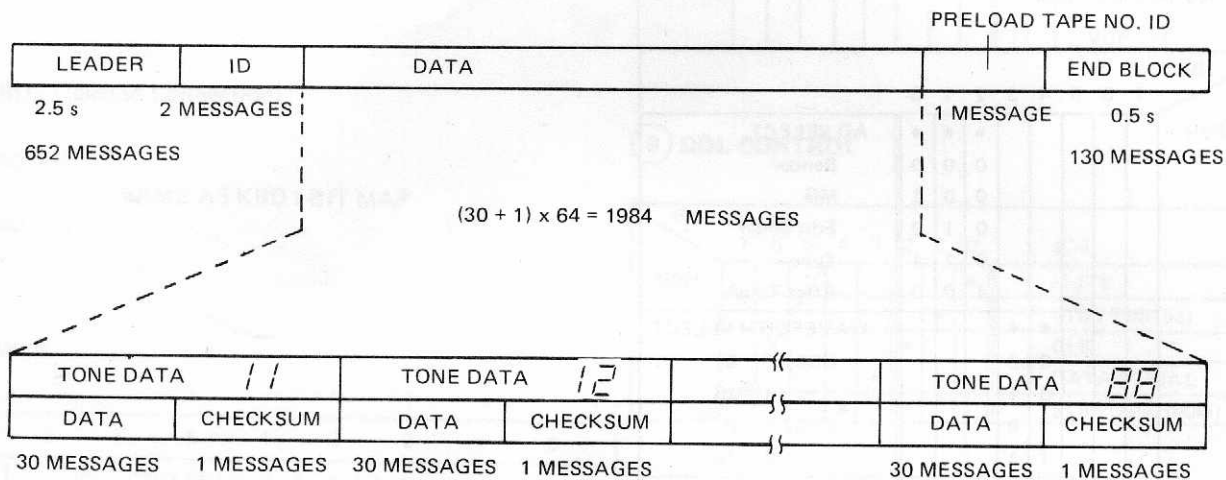 PRELOAD TAPE NO. ID
LEADER ID DATA END BLOCK
2.5 s 2 MESSAGES 1 MESSAGE 0.5 s
652 MESSAGES 130 MESSAGES
(30 + 1) x 64 = 1984 MESSAGES
TONE DATA 11 TONE DATA 12 TONE DATA 88
DATA CHECKSUM DATA CHECKSUM DATA CHECKSUM
30 MESSAGES 1 MESSAGES 30 MESSAGES 1 MESSAGES 30 MESSAGES 1 MESSAGES